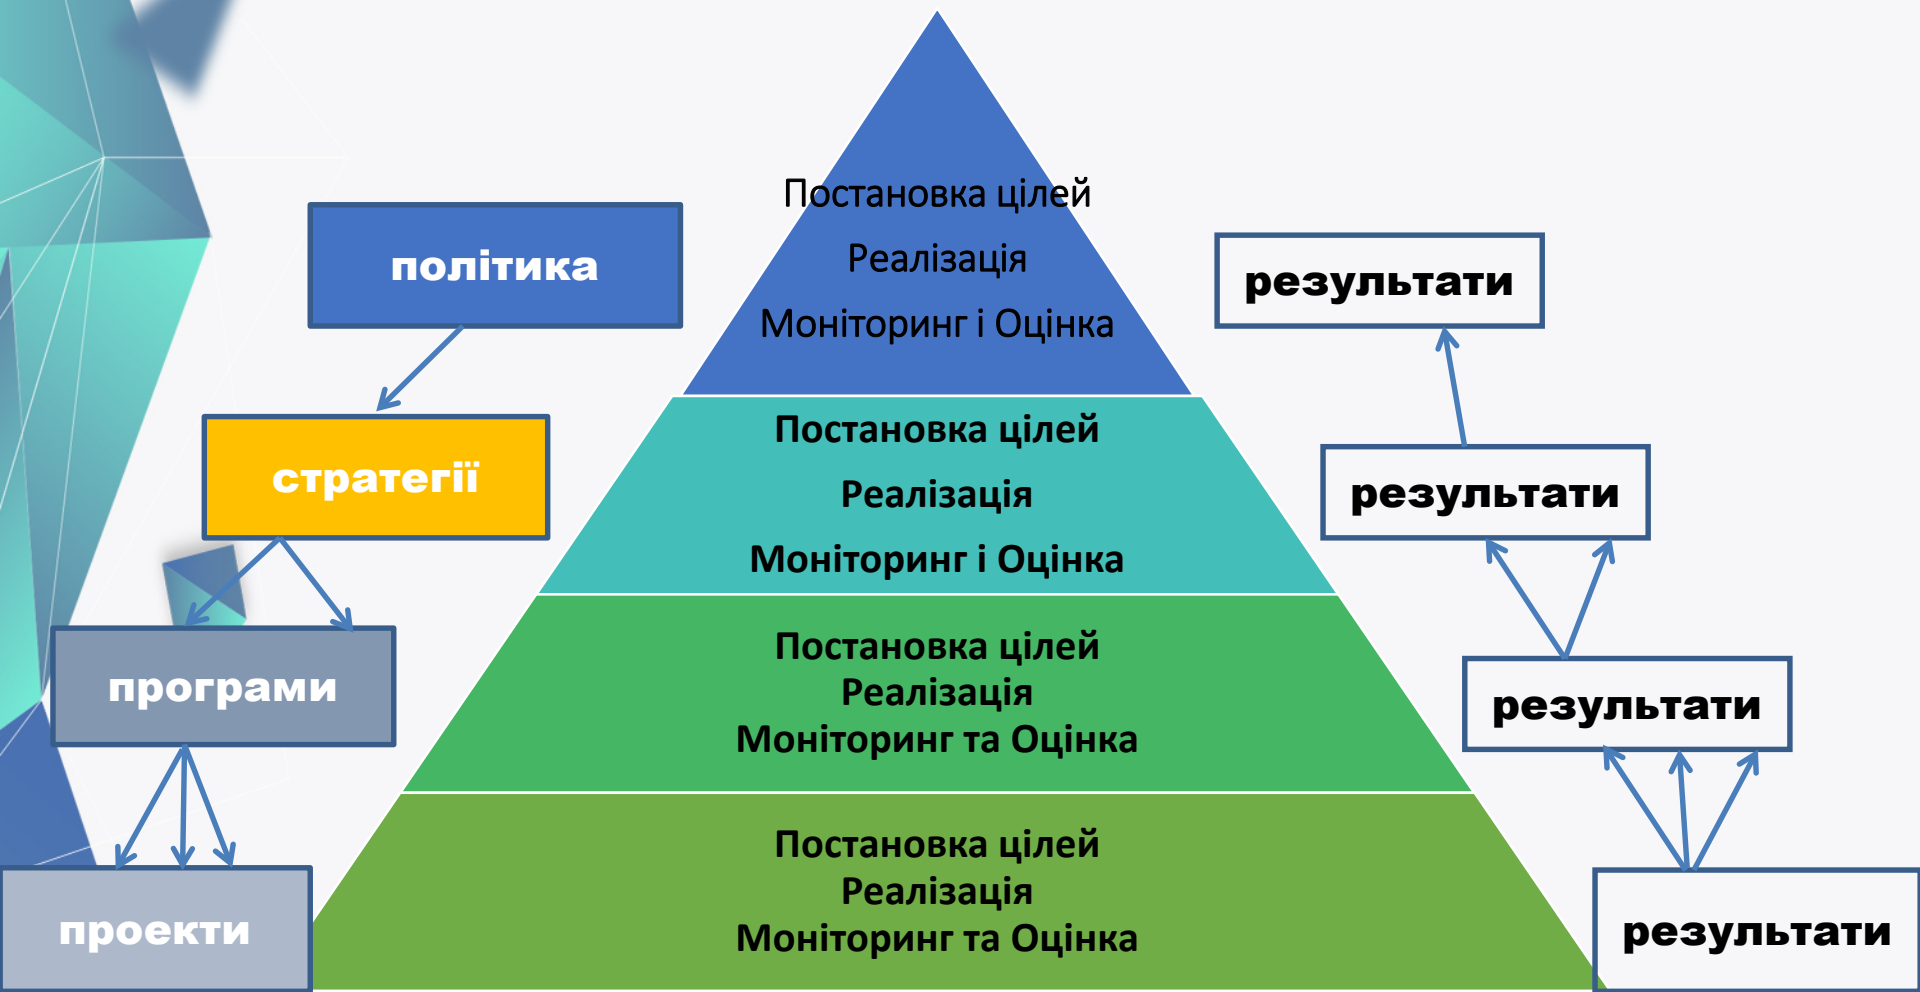 Постановка цілей
Реалізація
Моніторинг і Оцінка
політика
результати
Постановка цілей
Реалізація
Моніторинг і Оцінка
стратегії
результати
Постановка цілей
Реалізація
Моніторинг та Оцінка
програми
результати
Постановка цілей
Реалізація
Моніторинг та Оцінка
проекти
результати